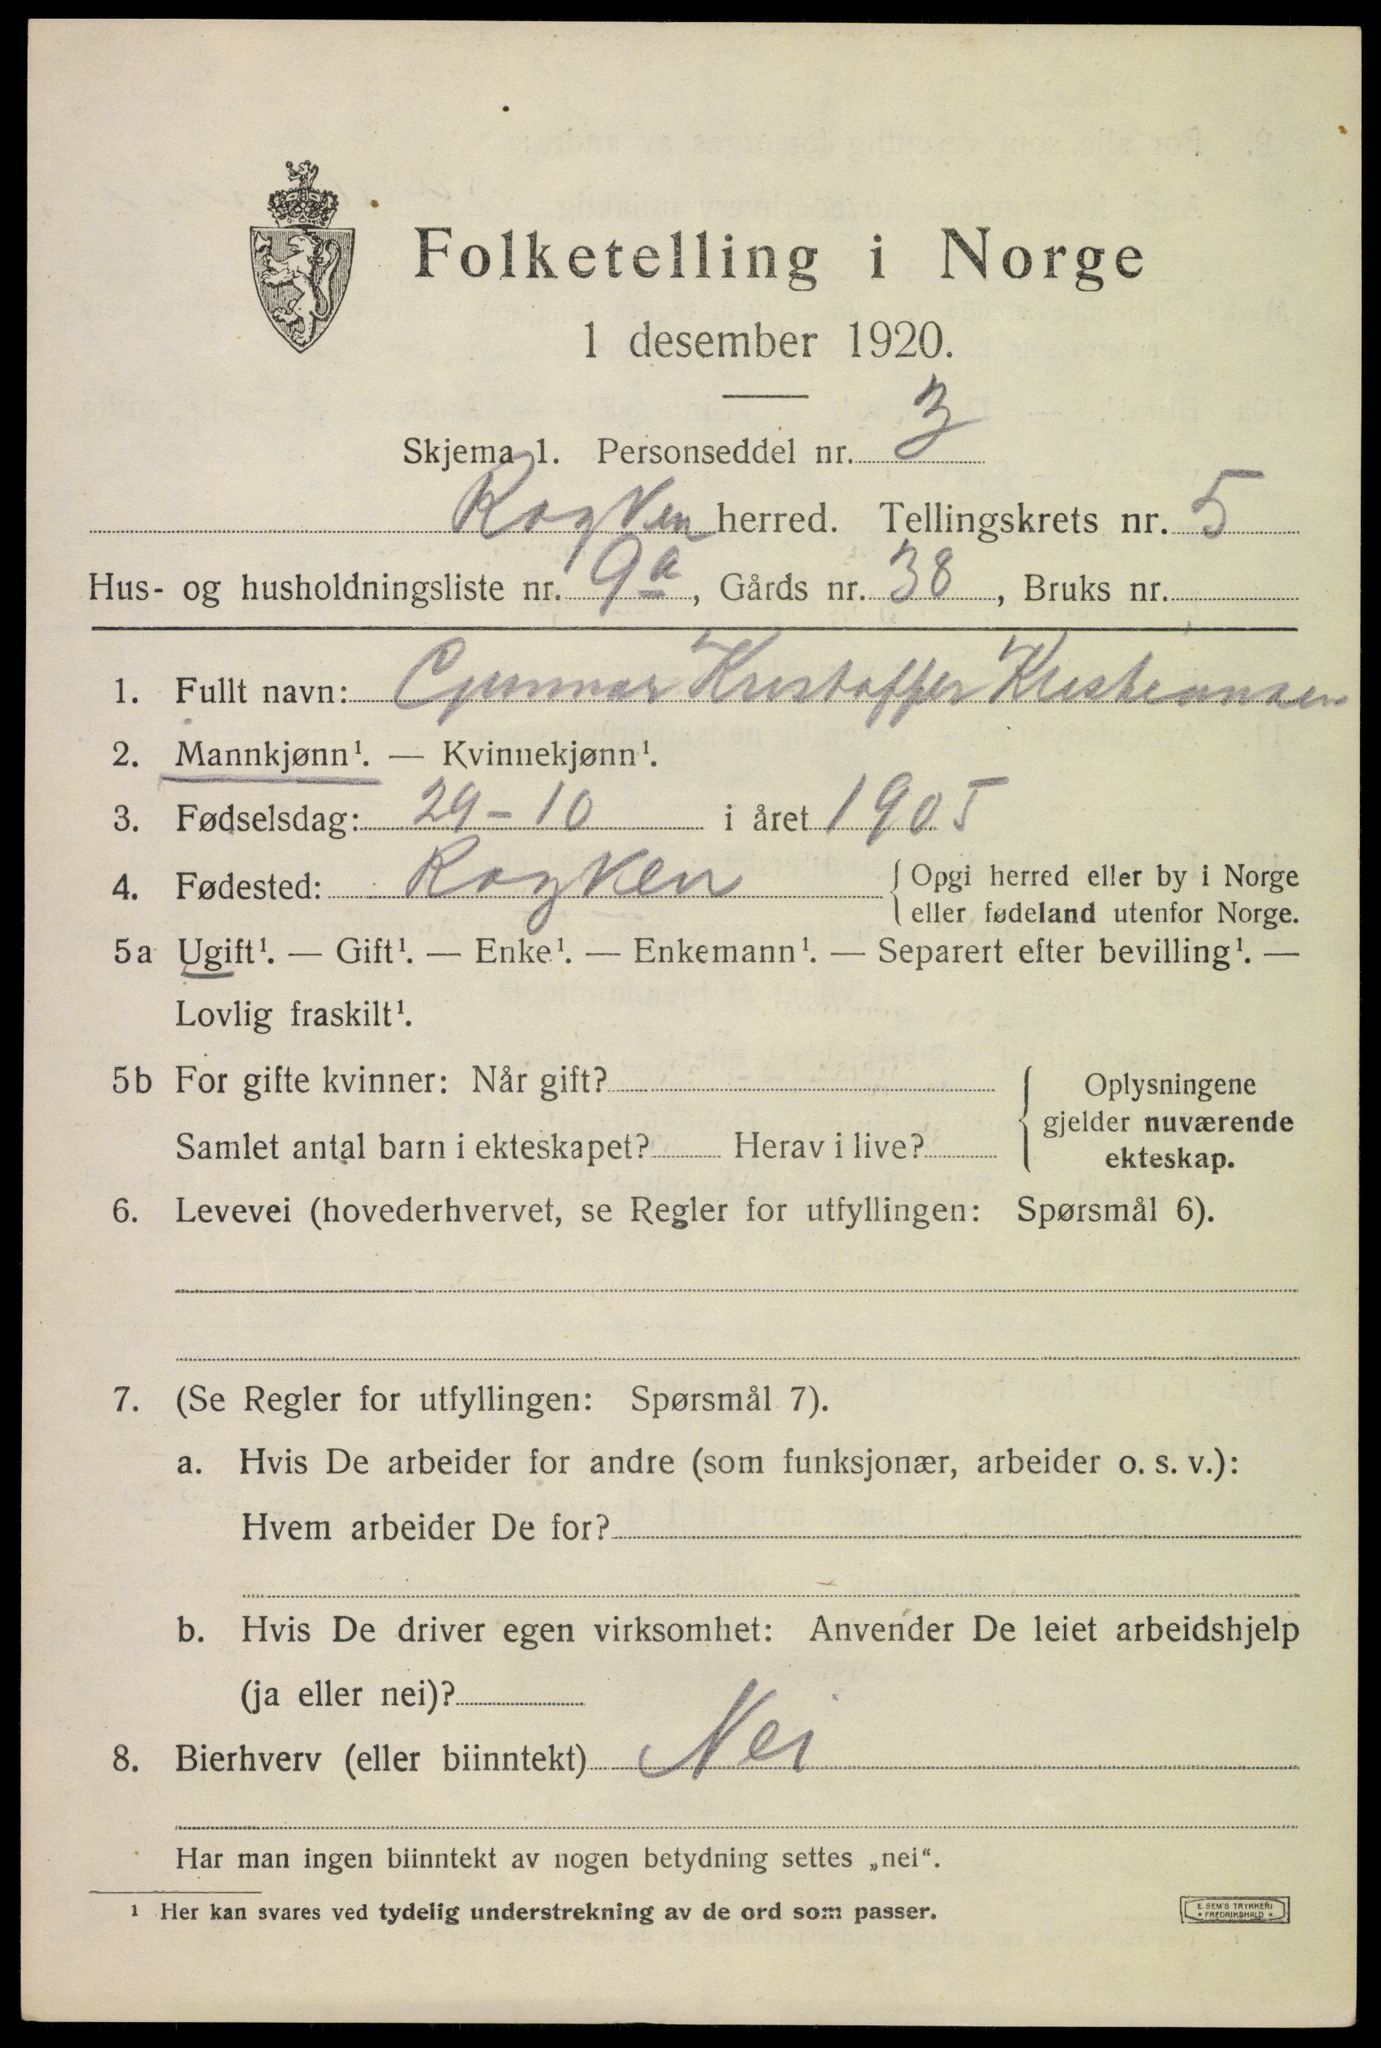 Folketelling i Norge
1 desember 1920.
Skjema 1. Personseddel nr. 3
Røyken herred. Tellingskrets nr. 5
Hus- og husholdningsliste nr. 9a, Gårds nr. 38, Bruks nr.
1. Fullt navn: Gunnar Kristoffer Kristiansen
2. Mannkjønn¹. — Kvinnekjønn¹.
3. Fødselsdag: 29-10 i året 1905
4. Fødested: Røyken { Opgi herred eller by i Norge
eller fødeland utenfor Norge.
5a Ugift¹. — Gift¹. — Enke¹. — Enkemann¹. — Separert efter bevilling¹. —
Lovlig fraskilt¹.
5b For gifte kvinner: Når gift? { Oplysningene
gjelder nuværende
Samlet antal barn i ekteskapet? Herav i live? ekteskap.
6. Levevei (hovederhvervet, se Regler for utfyllingen: Spørsmål 6).
7. (Se Regler for utfyllingen: Spørsmål 7).
a. Hvis De arbeider for andre (som funksjonær, arbeider o. s. v.):
Hvem arbeider De for?
b. Hvis De driver egen virksomhet: Anvender De leiet arbeidshjelp
(ja eller nei)?
8. Bierhverv (eller biinntekt) Nei
Har man ingen biinntekt av nogen betydning settes „nei“.
¹ Her kan svares ved tydelig understrekning av de ord som passer.
E. SEM'S TRYKKERI
* FREDRIKSHALD *